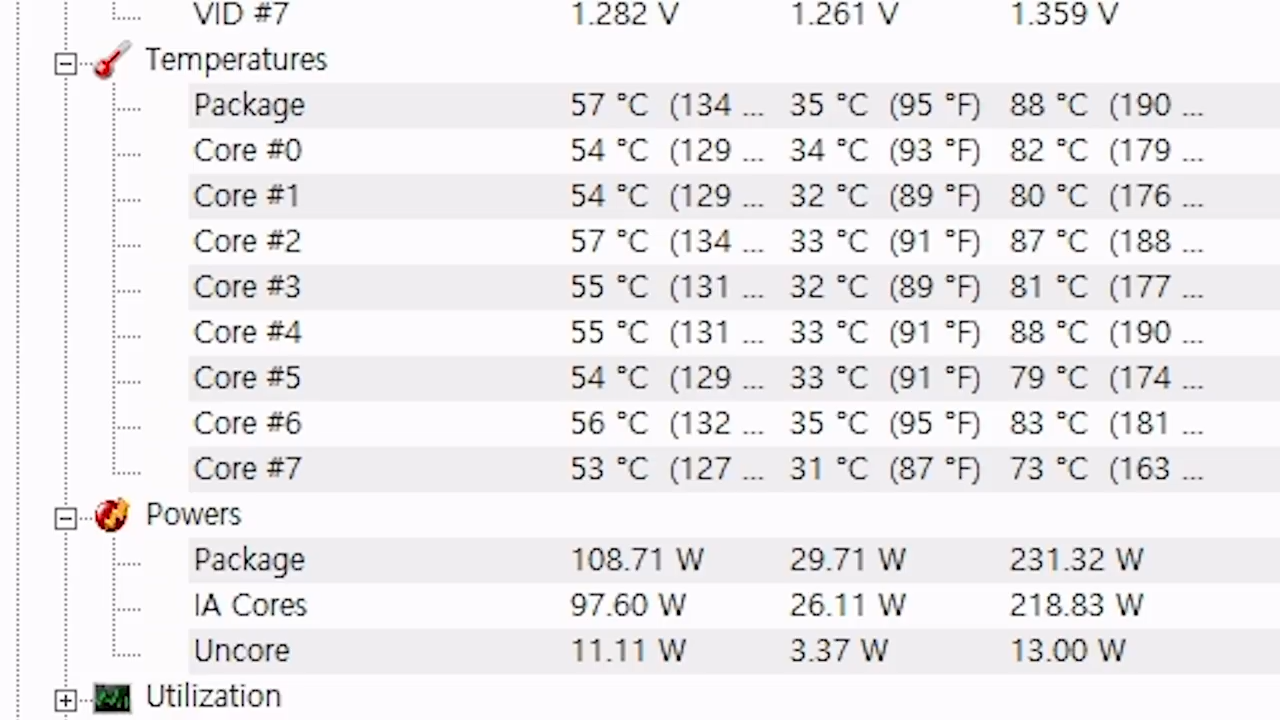 VID #7 1.282 V 1.261 V 1.359 V
Temperatures
Package 57 °C (134 ... 35 °C (95 °F) 88 °C (190 ...
Core #0 54 °C (129 ... 34 °C (93 °F) 82 °C (179 ...
Core #1 54 °C (129 ... 32 °C (89 °F) 80 °C (176 ...
Core #2 57 °C (134 ... 33 °C (91 °F) 87 °C (188 ...
Core #3 55 °C (131 ... 32 °C (89 °F) 81 °C (177 ...
Core #4 55 °C (131 ... 33 °C (91 °F) 88 °C (190 ...
Core #5 54 °C (129 ... 33 °C (91 °F) 79 °C (174 ...
Core #6 56 °C (132 ... 35 °C (95 °F) 83 °C (181 ...
Core #7 53 °C (127 ... 31 °C (87 °F) 73 °C (163 ...
Powers
Package 108.71 W 29.71 W 231.32 W
IA Cores 97.60 W 26.11 W 218.83 W
Uncore 11.11 W 3.37 W 13.00 W
Utilization